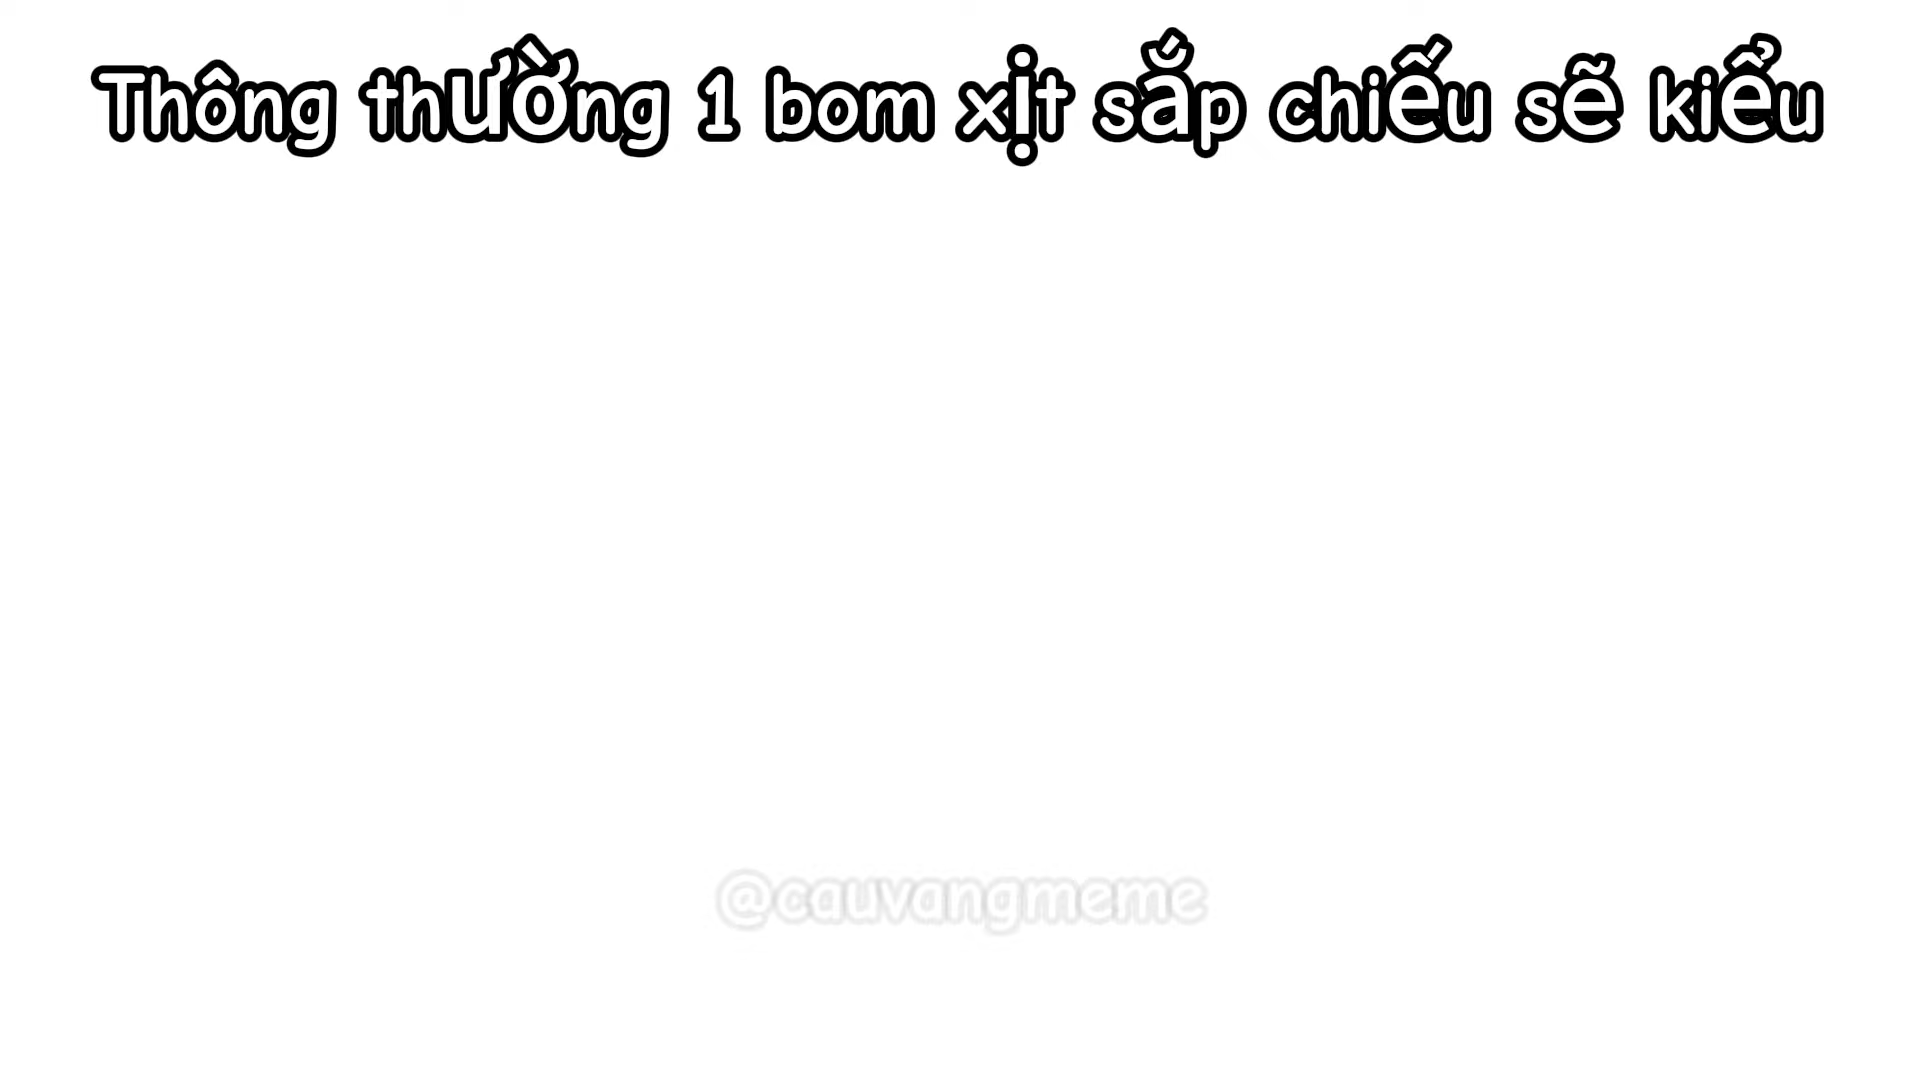 Thông thường 1 bom xịt sắp chiếu sẽ kiểu
@cauvangmeme